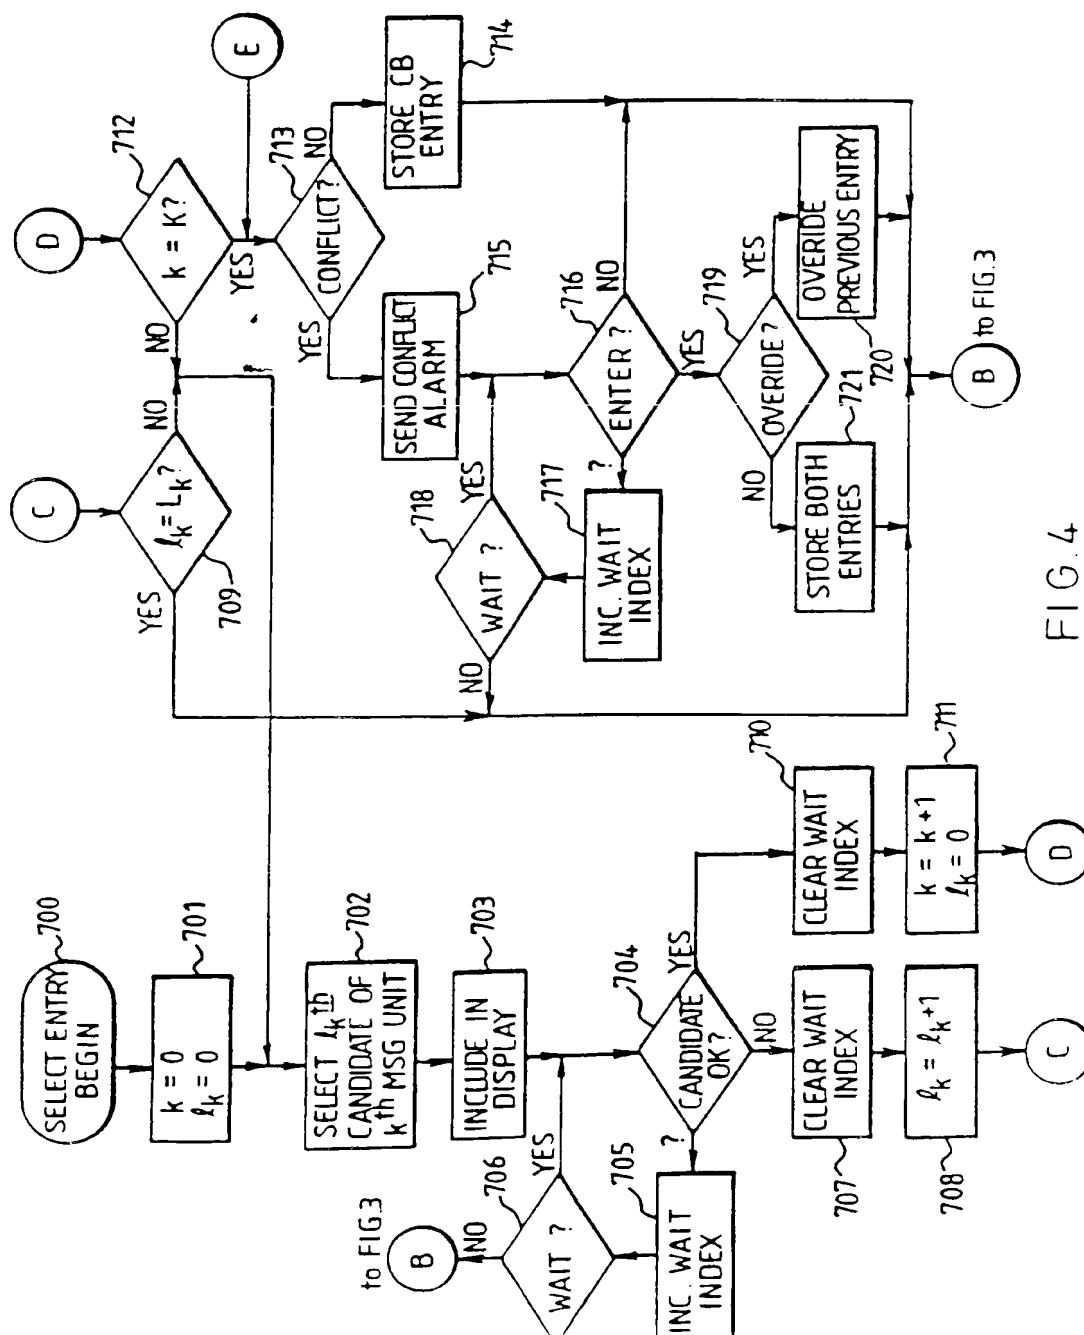 700
SELECT ENTRY
BEGIN
701
k = 0
ℓk = 0
702
SELECT ℓk th
CANDIDATE OF
k th MSG UNIT
703
INCLUDE IN
DISPLAY
704
CANDIDATE
OK?
YES
NO
?
705
INC. WAIT
INDEX
706
WAIT ?
YES
NO
B
to FIG.3
707
CLEAR WAIT
INDEX
708
ℓk = ℓk+1
C
710
CLEAR WAIT
INDEX
711
k = k+1
ℓk = 0
D
C
ℓk = Lk?
709
YES
NO
D
712
k = K?
NO
YES
E
713
CONFLICT?
NO
YES
714
STORE CB
ENTRY
715
SEND CONFLICT
ALARM
716
ENTER ?
NO
YES
?
717
INC. WAIT
INDEX
718
WAIT ?
YES
NO
719
OVERIDE?
YES
NO
OVERIDE
PREVIOUS ENTRY
720
721
STORE BOTH
ENTRIES
B
to FIG.3
FIG. 4